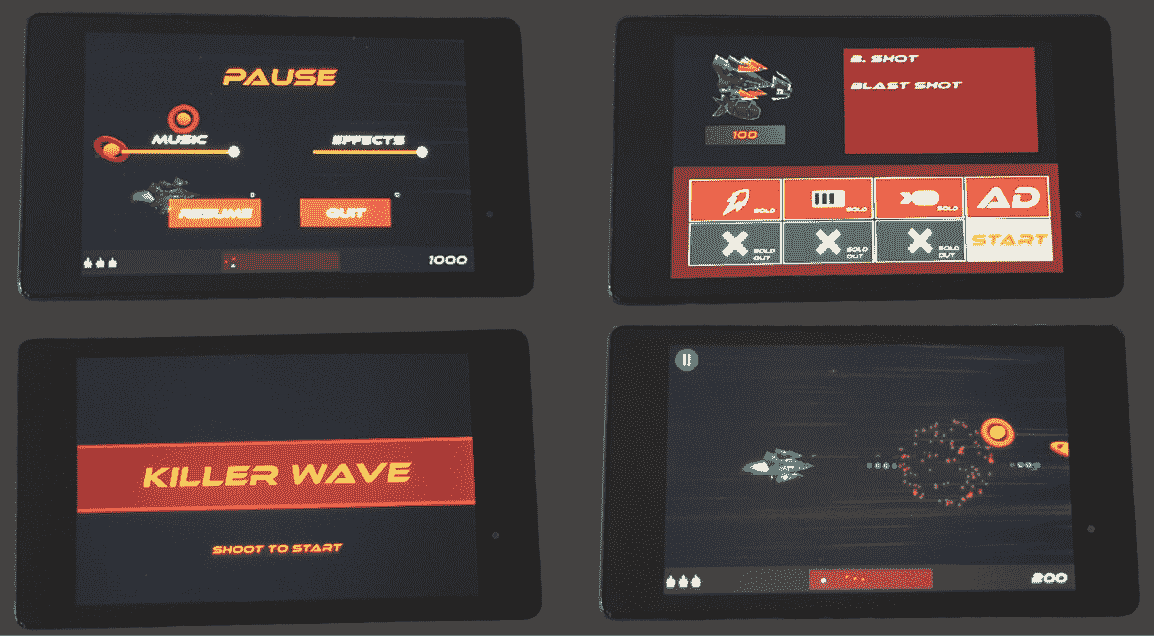 PAUSE
MUSIC
EFFECTS
RESUME
QUIT
1000
B. SHOT
BLAST SHOT
100
SOLD
SOLD
SOLD
AD
SOLD
OUT
SOLD
OUT
SOLD
OUT
START
KILLER WAVE
SHOOT TO START
200